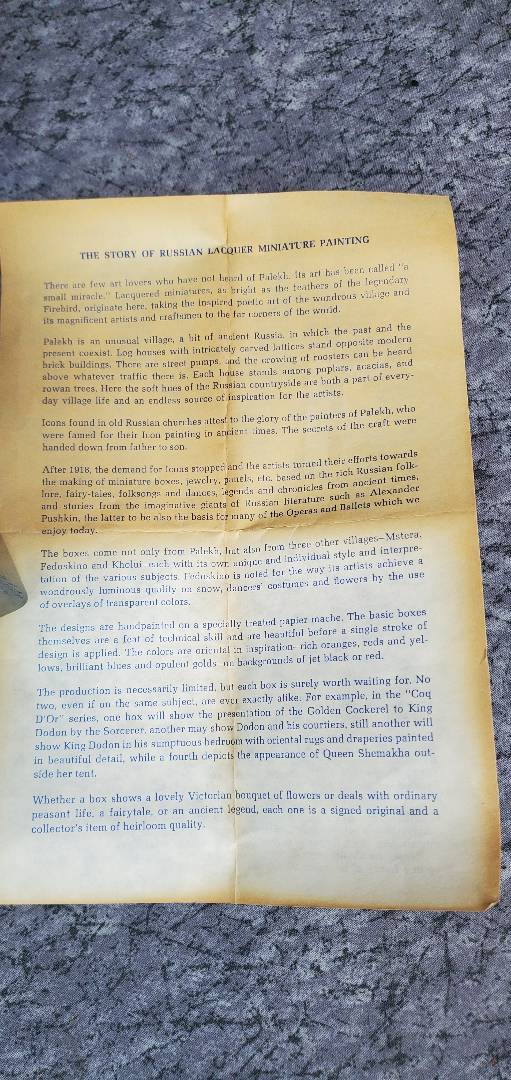 THE STORY OF RUSSIAN LACQUER MINIATURE PAINTING
There are few art lovers who have not heard of Palekh. Its art has been called "a
small miracle." Lacquered miniatures, as bright as the feathers of the legendary
Firebird, originate here, taking the inspired poetic art of the wondrous village and
its magnificent artists and craftsmen to the far corners of the world.
Palekh is an unusual village, a bit of ancient Russia, in which the past and the
present coexist. Log houses with intricately carved lattices stand opposite modern
brick buildings. There are street pumps, and the crowing of roosters can be heard
above whatever traffic there is. Each house stands among poplars, acacias, and
rowan trees. Here the soft hues of the Russian countryside are both a part of every-
day village life and an endless source of inspiration for the artists.
Icons found in old Russian churches attest to the glory of the painters of Palekh, who
were famed for their icon painting in ancient times. The secrets of the craft were
handed down from father to son.
After 1918, the demand for icons stopped and the artists turned their efforts towards
the making of miniature boxes, jewelry, panels, etc. based on the rich Russian folk-
lore, fairy-tales, folksongs and dances, legends and chronicles from ancient times,
and stories from the imaginative giants of Russian literature such as Alexander
Pushkin, the latter to be also the basis for many of the Operas and Ballets which we
enjoy today.
The boxes come not only from Palekh, but also from three other villages—Mstera,
Fedoskino and Kholui, each with its own unique and individual style and interpre-
tation of the various subjects. Fedoskino is noted for the way its artists achieve a
wondrously luminous quality on snow, dancers' costumes and flowers by the use
of overlays of transparent colors.
The designs are handpainted on a specially treated papier mache. The basic boxes
themselves are a feat of technical skill and are beautiful before a single stroke of
design is applied. The colors are oriental in inspiration- rich oranges, reds and yel-
lows, brilliant blues and opulent golds on backgrounds of jet black or red.
The production is necessarily limited, but each box is surely worth waiting for. No
two, even if on the same subject, are ever exactly alike. For example, in the "Coq
D'Or" series, one box will show the presentation of the Golden Cockerel to King
Dodon by the Sorcerer, another may show Dodon and his courtiers, still another will
show King Dodon in his sumptuous bedroom with oriental rugs and draperies painted
in beautiful detail, while a fourth depicts the appearance of Queen Shemakha out-
side her tent.
Whether a box shows a lovely Victorian bouquet of flowers or deals with ordinary
peasant life, a fairytale, or an ancient legend, each one is a signed original and a
collector's item of heirloom quality.